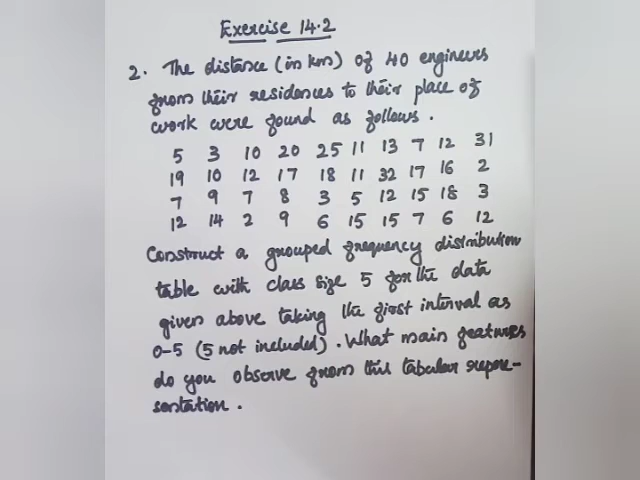 Exercise 14.2
2. The distance (in km) of 40 engineers
from their residences to their place of
work were found as follows.
5 3 10 20 25 11 13 7 12 31
19 10 12 17 18 11 32 17 16 2
7 9 7 8 3 5 12 15 18 3
12 14 2 9 6 15 15 7 6 12
Construct a grouped frequency distribution
table with class size 5 for the data
given above taking the first interval as
0-5 (5 not included). What main features
do you observe from this tabular repre-
sentation.